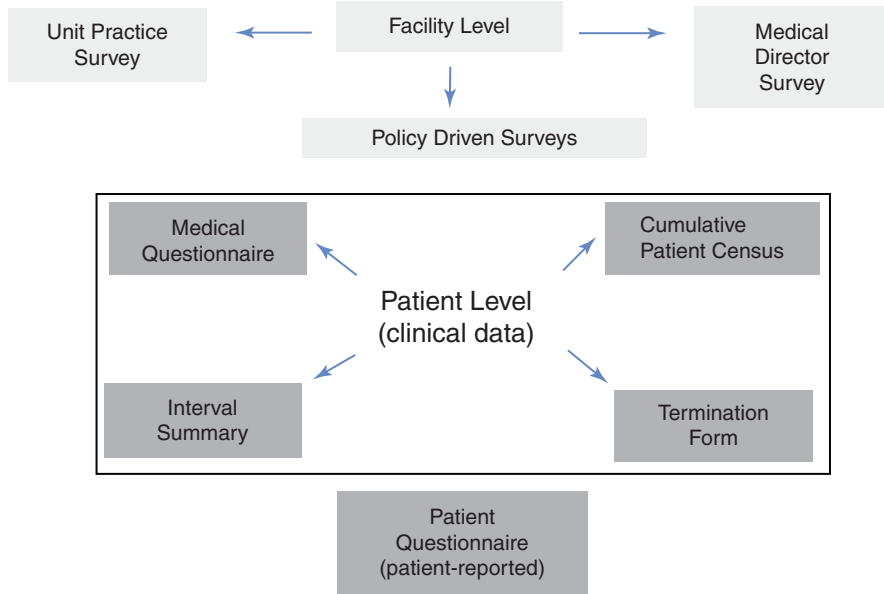 Unit Practice
Survey
Facility Level
Medical
Director
Survey
Policy Driven Surveys
Medical
Questionnaire
Cumulative
Patient Census
Patient Level
(clinical data)
Interval
Summary
Termination
Form
Patient
Questionnaire
(patient-reported)